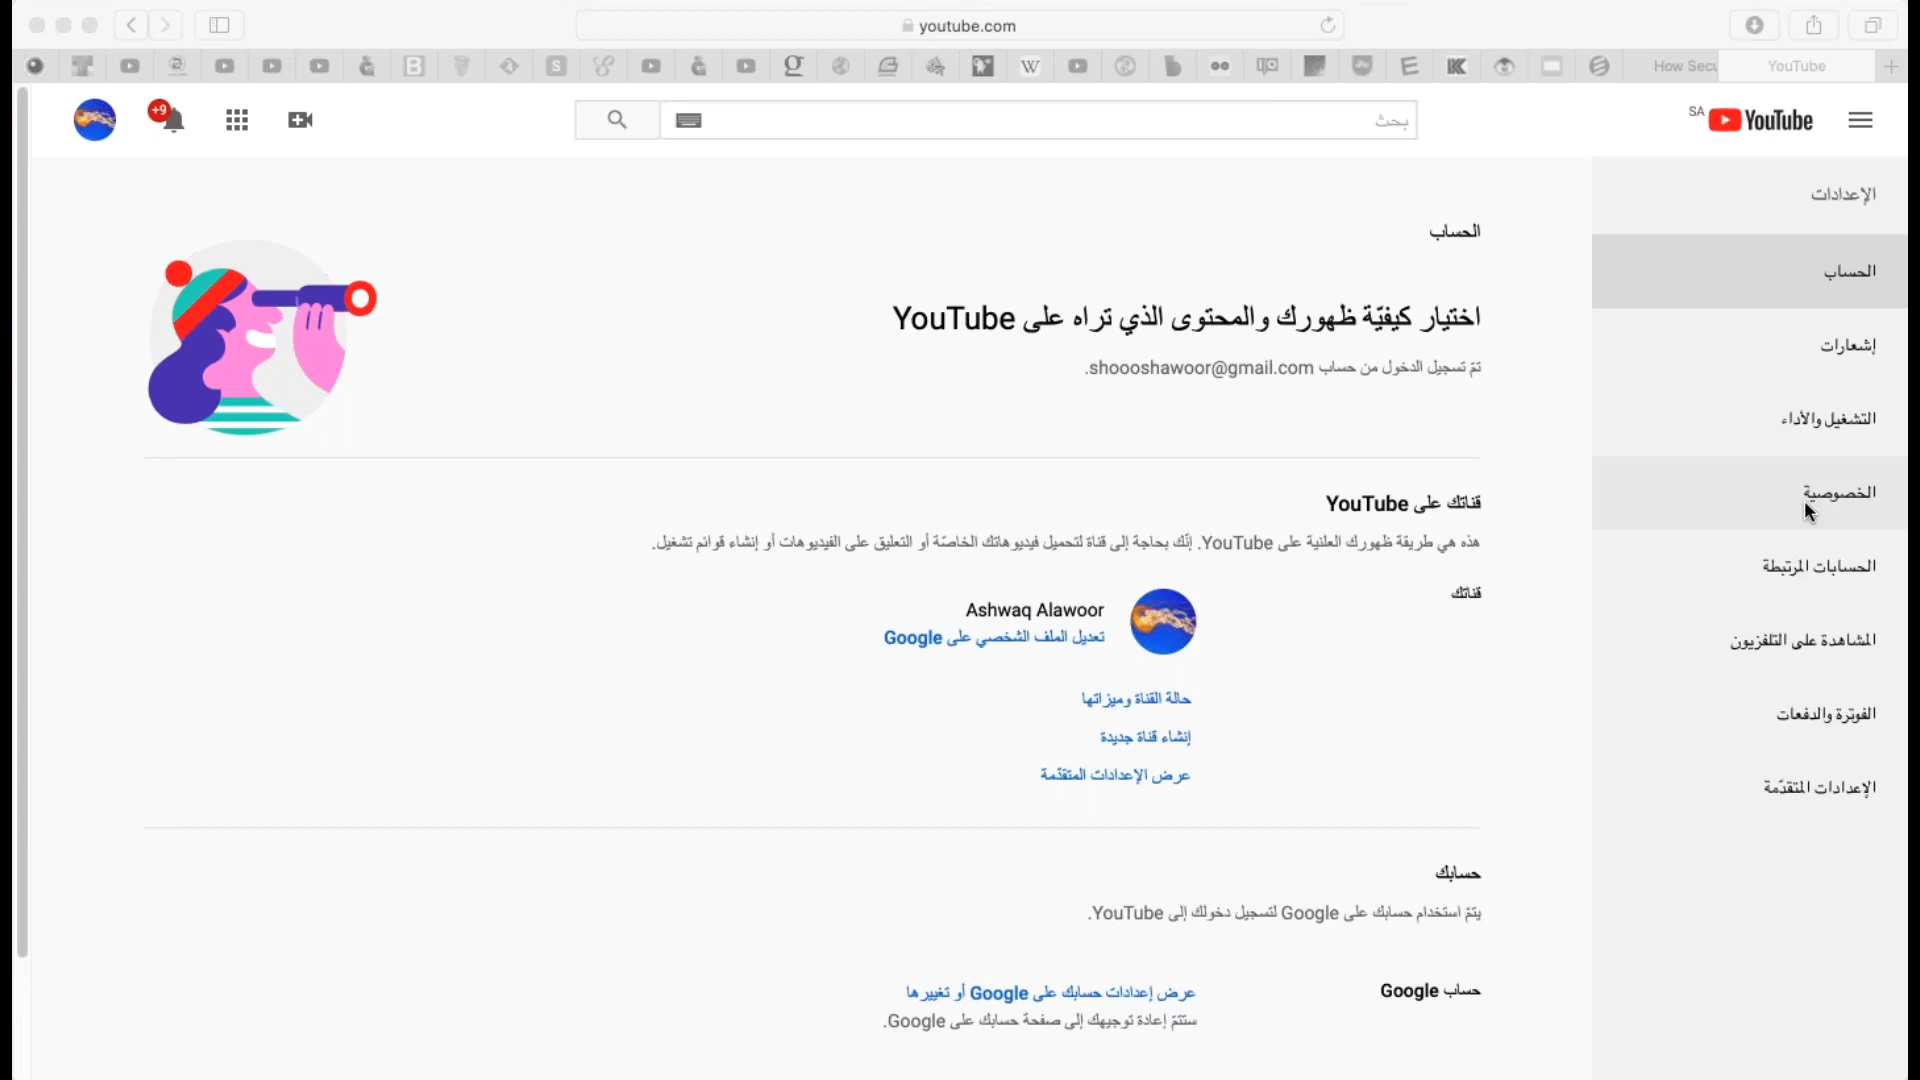 youtube.com
How Secu
YouTube
+9
بحث
YouTube SA
الإعدادات
الحساب
إشعارات
التشغيل والأداء
الخصوصية
الحسابات المرتبطة
المشاهدة على التلفزيون
الفوترة والدفعات
الإعدادات المتقدّمة
الحساب
اختيار كيفيّة ظهورك والمحتوى الذي تراه على YouTube
تمّ تسجيل الدخول من حساب shoooshawoor@gmail.com.
قناتك على YouTube
هذه هي طريقة ظهورك العلنية على YouTube. إنّك بحاجة إلى قناة لتحميل فيديوهاتك الخاصّة أو التعليق على الفيديوهات أو إنشاء قوائم تشغيل.
قناتك
Ashwaq Alawoor
تعديل الملف الشخصي على Google
حالة القناة وميزاتها
إنشاء قناة جديدة
عرض الإعدادات المتقدّمة
حسابك
يتمّ استخدام حسابك على Google لتسجيل دخولك إلى YouTube.
حساب Google
عرض إعدادات حسابك على Google أو تغييرها
ستتمّ إعادة توجيهك إلى صفحة حسابك على Google.